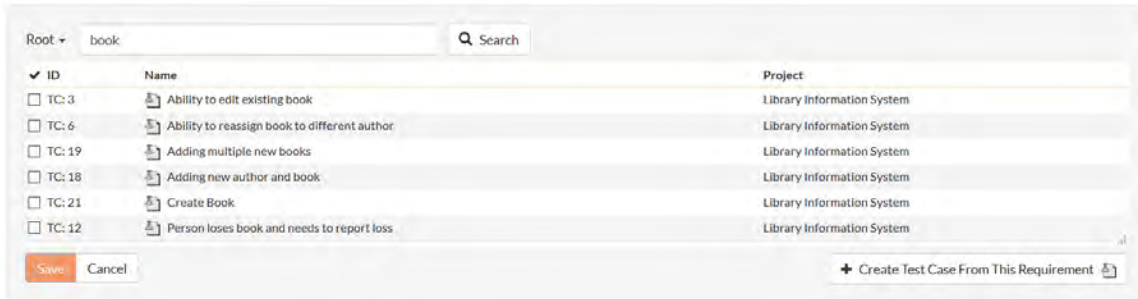 Root book Search
ID Name Project
TC: 3 Ability to edit existing book Library Information System
TC: 6 Ability to reassign book to different author Library Information System
TC: 19 Adding multiple new books Library Information System
TC: 18 Adding new author and book Library Information System
TC: 21 Create Book Library Information System
TC: 12 Person loses book and needs to report loss Library Information System
Save Cancel + Create Test Case From This Requirement